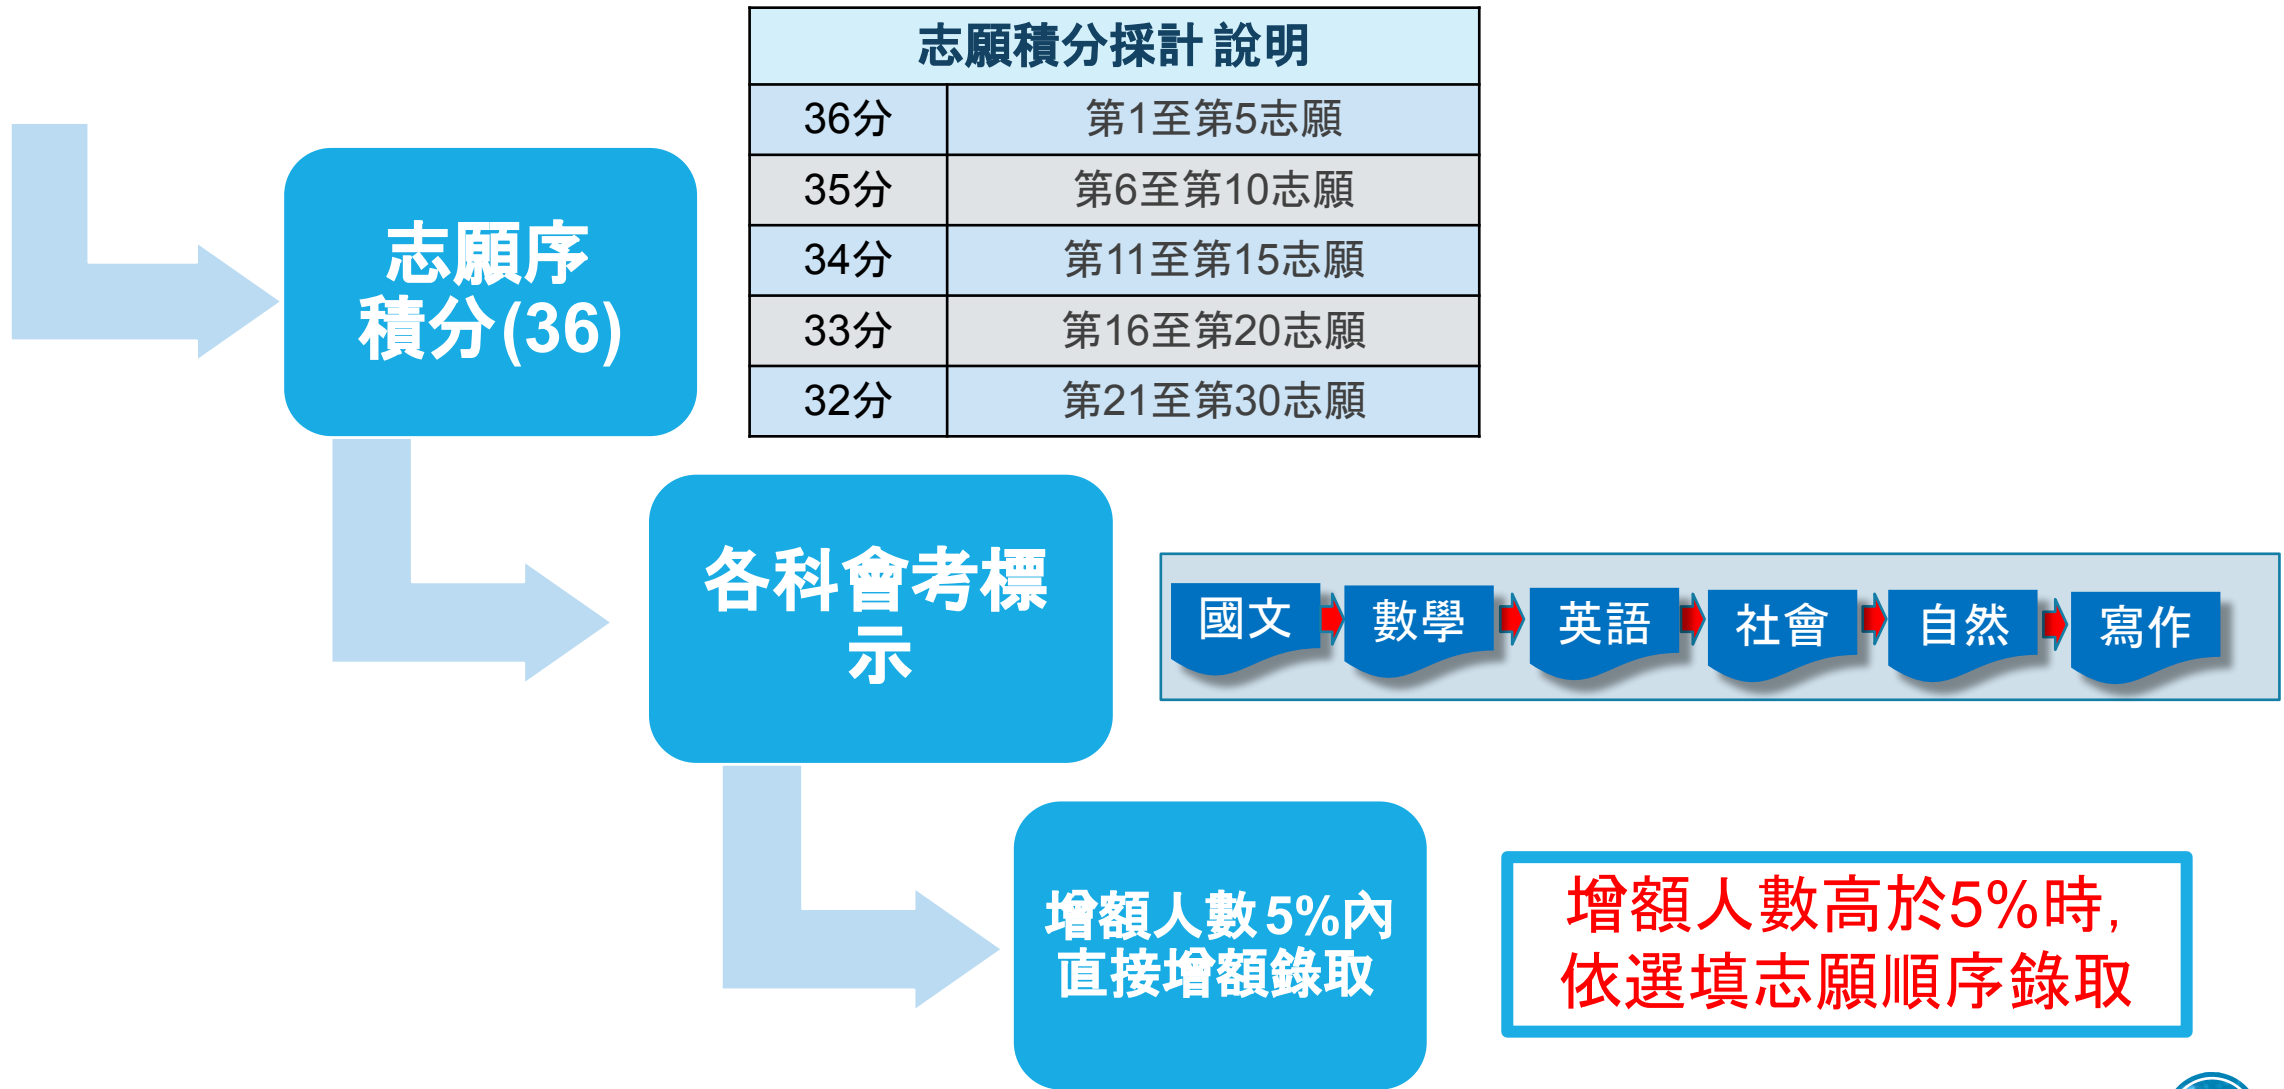 志願積分採計 說明
36分 第1至第5志願
35分 第6至第10志願
34分 第11至第15志願
33分 第16至第20志願
32分 第21至第30志願
志願序
積分(36)
各科會考標
示
國文 數學 英語 社會 自然 寫作
增額人數5%內
直接增額錄取
增額人數高於5%時,
依選填志願順序錄取